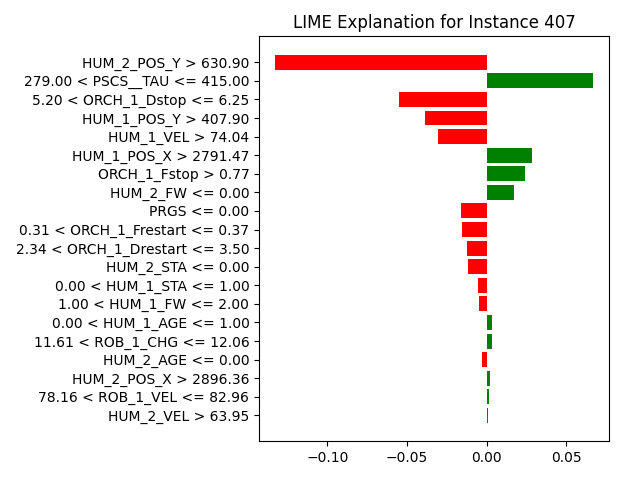 LIME Explanation for Instance 407
HUM_2_POS_Y > 630.90
279.00 < PSCS__TAU <= 415.00
5.20 < ORCH_1_Dstop <= 6.25
HUM_1_POS_Y > 407.90
HUM_1_VEL > 74.04
HUM_1_POS_X > 2791.47
ORCH_1_Fstop > 0.77
HUM_2_FW <= 0.00
PRGS <= 0.00
0.31 < ORCH_1_Frestart <= 0.37
2.34 < ORCH_1_Drestart <= 3.50
HUM_2_STA <= 0.00
0.00 < HUM_1_STA <= 1.00
1.00 < HUM_1_FW <= 2.00
0.00 < HUM_1_AGE <= 1.00
11.61 < ROB_1_CHG <= 12.06
HUM_2_AGE <= 0.00
HUM_2_POS_X > 2896.36
78.16 < ROB_1_VEL <= 82.96
HUM_2_VEL > 63.95
−0.10 −0.05 0.00 0.05